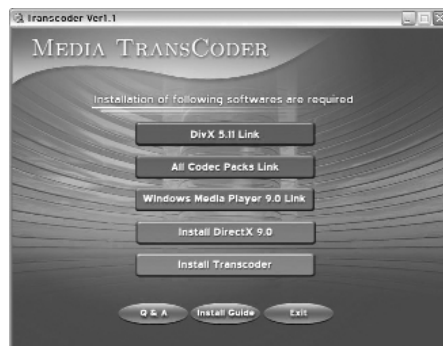 Transcoder Ver1.1
MEDIA TRANSCODER
Installation of following softwares are required
DivX 5.11 Link
All Codec Packs Link
Windows Media Player 9.0 Link
Install DirectX 9.0
Install Transcoder
Q & A
Install Guide
Exit